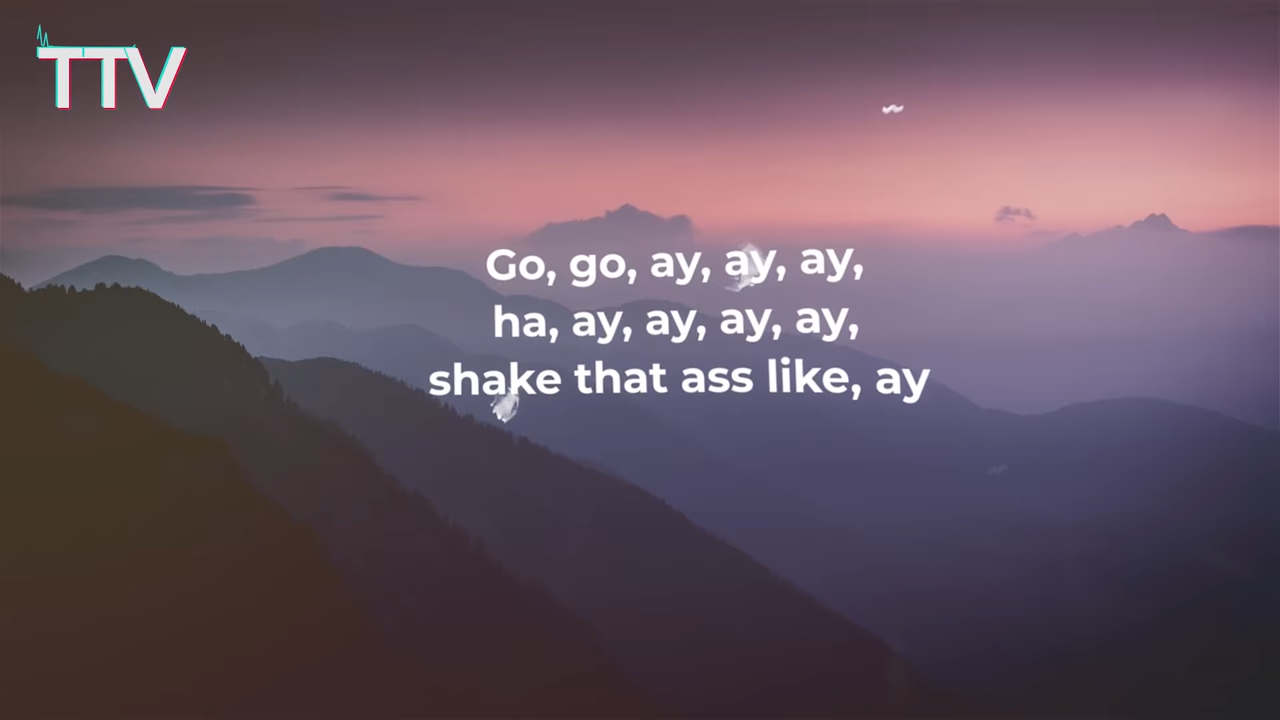 TTV
Go, go, ay, ay, ay,
ha, ay, ay, ay, ay,
shake that ass like, ay